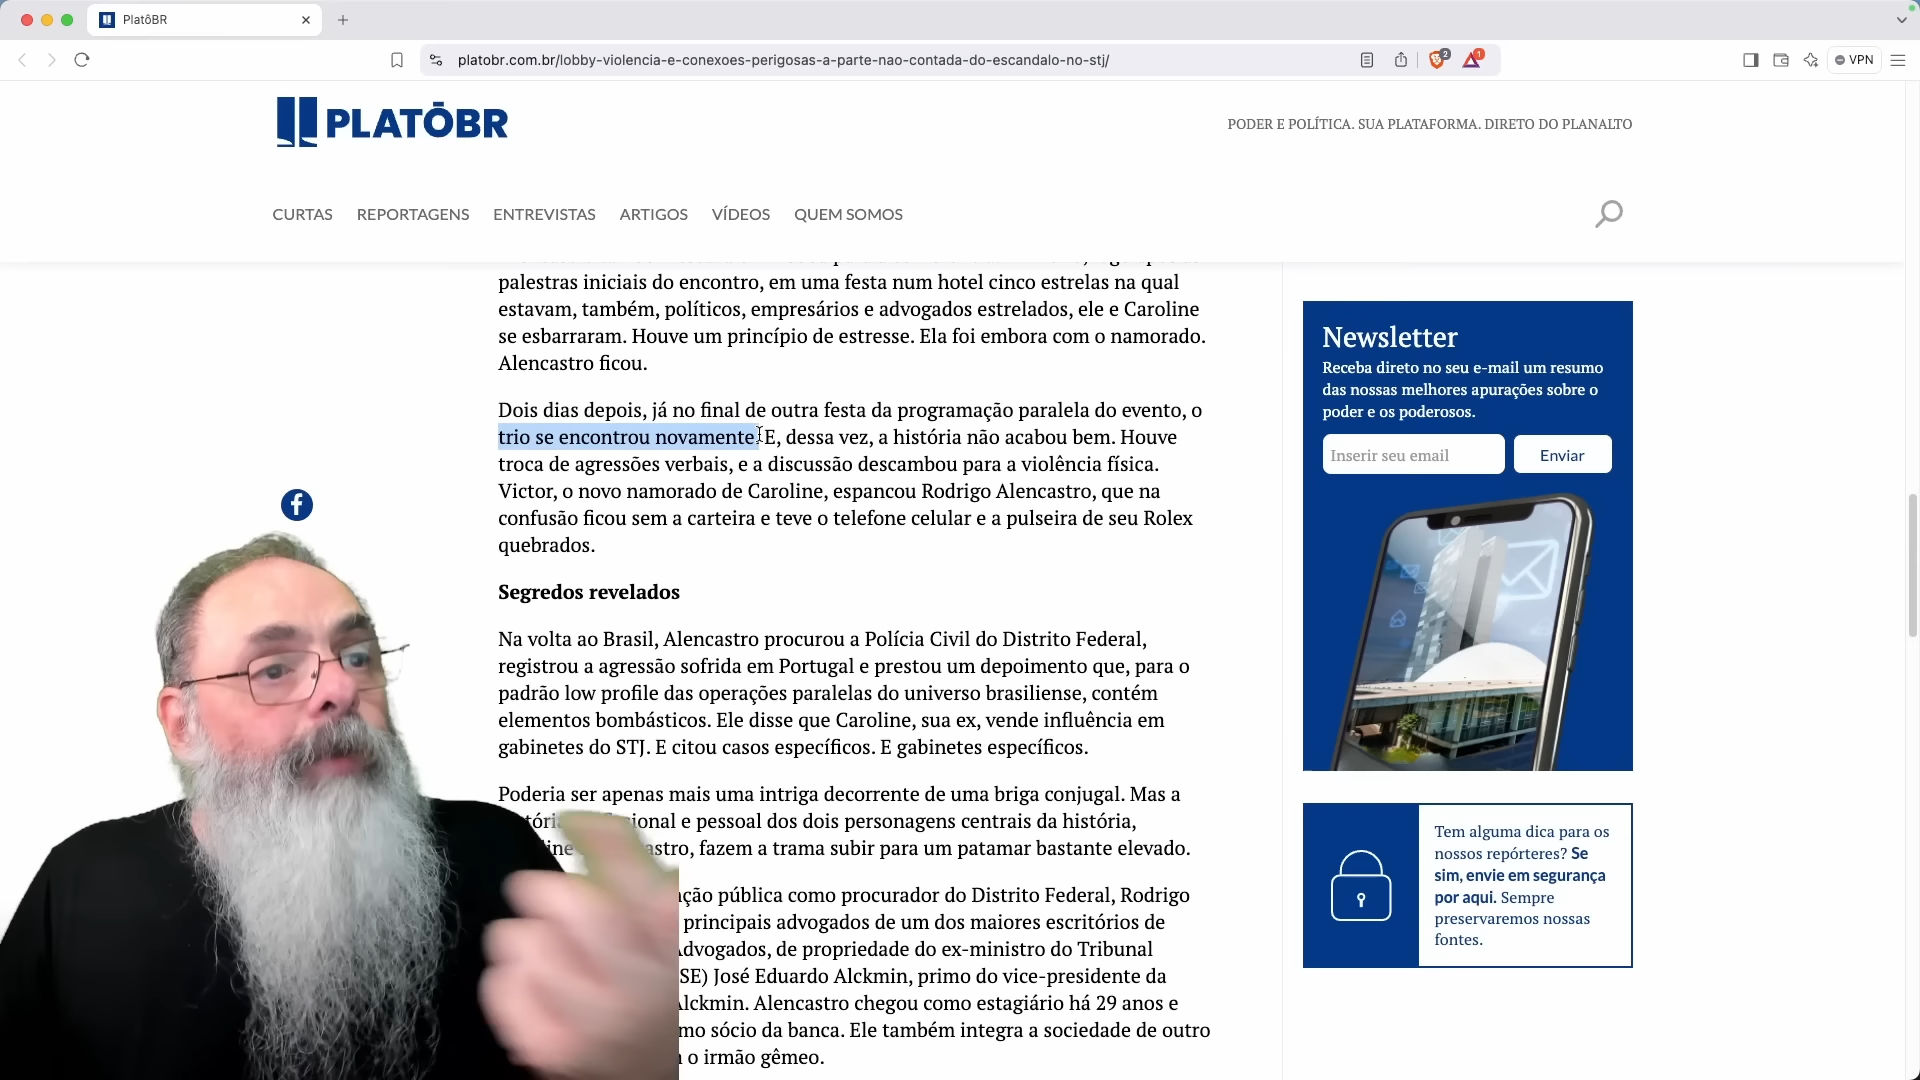 PlatôBR
platobr.com.br/lobby-violencia-e-conexoes-perigosas-a-parte-nao-contada-do-escandalo-no-stj/
2
1
VPN
PLATÔBR
PODER E POLÍTICA. SUA PLATAFORMA. DIRETO DO PLANALTO
CURTAS REPORTAGENS ENTREVISTAS ARTIGOS VÍDEOS QUEM SOMOS
palestras iniciais do encontro, em uma festa num hotel cinco estrelas na qual
estavam, também, políticos, empresários e advogados estrelados, ele e Caroline
se esbarraram. Houve um princípio de estresse. Ela foi embora com o namorado.
Alencastro ficou.
Dois dias depois, já no final de outra festa da programação paralela do evento, o
trio se encontrou novamente. E, dessa vez, a história não acabou bem. Houve
troca de agressões verbais, e a discussão descambou para a violência física.
Victor, o novo namorado de Caroline, espancou Rodrigo Alencastro, que na
confusão ficou sem a carteira e teve o telefone celular e a pulseira de seu Rolex
quebrados.
Segredos revelados
Na volta ao Brasil, Alencastro procurou a Polícia Civil do Distrito Federal,
registrou a agressão sofrida em Portugal e prestou um depoimento que, para o
padrão low profile das operações paralelas do universo brasiliense, contém
elementos bombásticos. Ele disse que Caroline, sua ex, vende influência em
gabinetes do STJ. E citou casos específicos. E gabinetes específicos.
Poderia ser apenas mais uma intriga decorrente de uma briga conjugal. Mas a
e pessoal dos dois personagens centrais da história,
fazem a trama subir para um patamar bastante elevado.
pública como procurador do Distrito Federal, Rodrigo
principais advogados de um dos maiores escritórios de
Advogados, de propriedade do ex-ministro do Tribunal
SE) José Eduardo Alckmin, primo do vice-presidente da
Alckmin. Alencastro chegou como estagiário há 29 anos e
sócio da banca. Ele também integra a sociedade de outro
o irmão gêmeo.
Newsletter
Receba direto no seu e-mail um resumo
das nossas melhores apurações sobre o
poder e os poderosos.
Inserir seu email
Enviar
Tem alguma dica para os
nossos repórteres? Se
sim, envie em segurança
por aqui. Sempre
preservaremos nossas
fontes.